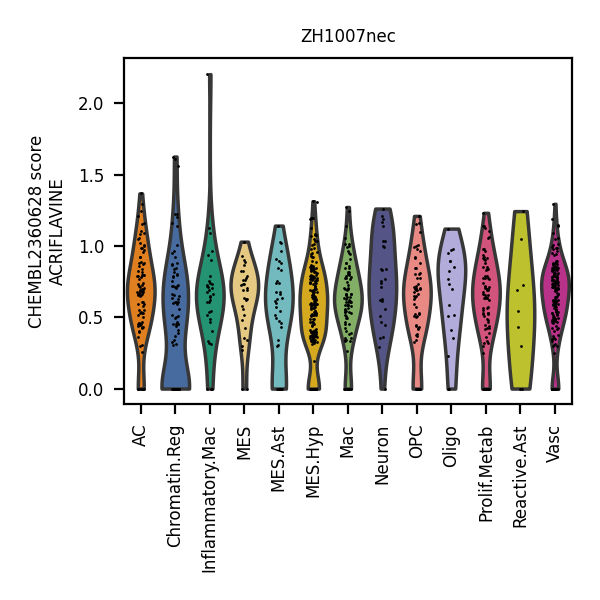 ZH1007nec
CHEMBL2360628 score
ACRIFLAVINE
2.0
1.5
1.0
0.5
0.0
AC
Chromatin.Reg
Inflammatory.Mac
MES
MES.Ast
MES.Hyp
Mac
Neuron
OPC
Oligo
Prolif.Metab
Reactive.Ast
Vasc